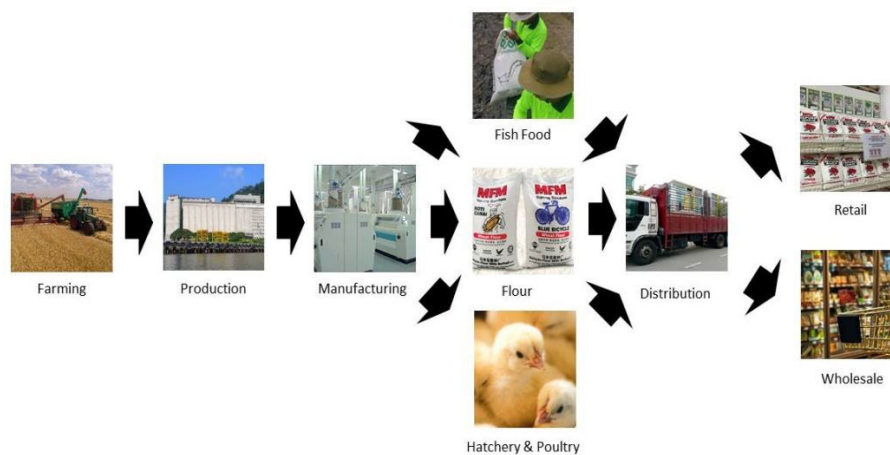 Fish Food
Farming
Production
Manufacturing
MFM
MFM
BLUE BICYCLE
Flour
Distribution
Retail
Wholesale
Hatchery & Poultry